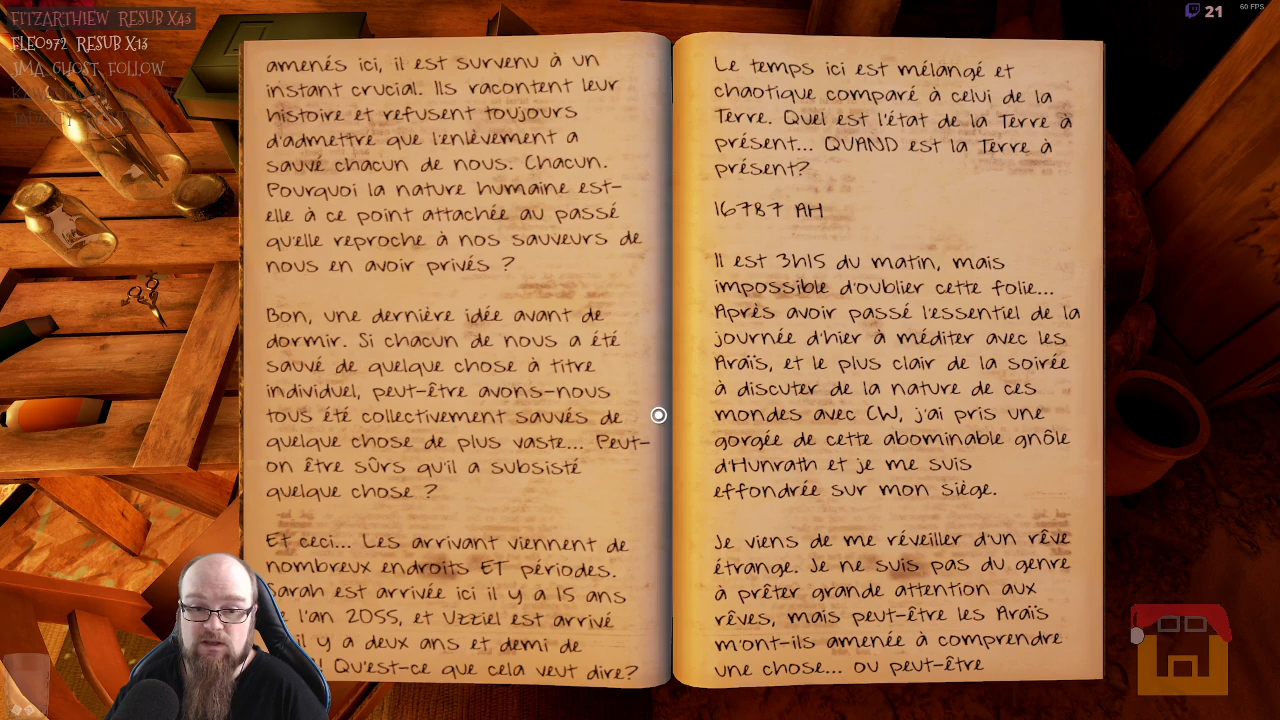 FITZARTHIEW RESUB X43
FLEO972 RESUB X13
JMA_GHOST_ FOLLOW
21
60 FPS
amenés ici, il est survenu à un
instant crucial. Ils racontent leur
histoire et refusent toujours
d'admettre que l'enlèvement a
sauvé chacun de nous. Chacun.
Pourquoi la nature humaine est-
elle à ce point attachée au passé
qu'elle reproche à nos sauveurs de
nous en avoir privés ?
Bon, une dernière idée avant de
dormir. Si chacun de nous a été
sauvé de quelque chose à titre
individuel, peut-être avons-nous
tous été collectivement sauvés de
quelque chose de plus vaste... Peut-
on être sûrs qu'il a subsisté
quelque chose ?
Et ceci... Les arrivant viennent de
nombreux endroits ET périodes.
Sarah est arrivée ici il y a 15 ans
l'an 2055, et Uzziel est arrivé
il y a deux ans et demi de
! Qu'est-ce que cela veut dire?
Le temps ici est mélangé et
chaotique comparé à celui de la
Terre. Quel est l'état de la Terre à
présent... QUAND est la Terre à
présent?
16787 AH
Il est 3h15 du matin, mais
impossible d'oublier cette folie...
Après avoir passé l'essentiel de la
journée d'hier à méditer avec les
Araïs, et le plus clair de la soirée
à discuter de la nature de ces
mondes avec CW, j'ai pris une
gorgée de cette abominable gnôle
d'Hunrath et je me suis
effondrée sur mon siège.
Je viens de me réveiller d'un rêve
étrange. Je ne suis pas du genre
à prêter grande attention aux
rêves, mais peut-être les Araïs
m'ont-ils amenée à comprendre
une chose... ou peut-être